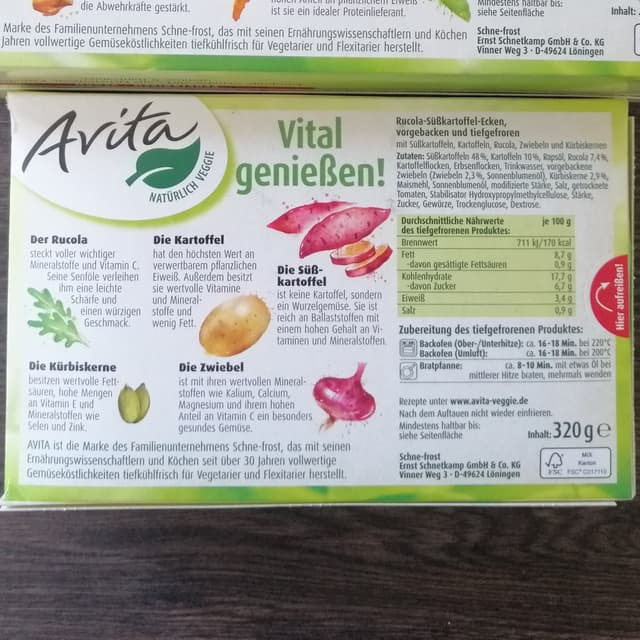 die Abwehrkräfte stärkt.
ist sie ein idealer Proteinlieferant.
Mindestens haltbar bis:
siehe Seitenfläche
Inhalt:
Marke des Familienunternehmens Schne-frost, das mit seinen Ernährungswissenschaftlern und Köchen
Jahren vollwertige Gemüseköstlichkeiten tiefkühlfrisch für Vegetarier und Flexitarier herstellt.
Schne-frost
Ernst Schnetkamp GmbH & Co. KG
Vinner Weg 3 · D-49624 Löningen
Avita
NATÜRLICH VEGGIE
Vital
genießen!
Der Rucola
steckt voller wichtiger
Mineralstoffe und Vitamin C.
Seine Senföle verleihen
ihm eine leichte
Schärfe und
einen würzigen
Geschmack.
Die Kartoffel
hat den höchsten Wert an
verwertbarem pflanzlichen
Eiweiß. Außerdem besitzt
sie wertvolle Vitamine
und Mineral-
stoffe und
wenig Fett.
Die Süß-
kartoffel
ist keine Kartoffel, sondern
ein Wurzelgemüse. Sie ist
reich an Ballaststoffen mit
einem hohen Gehalt an Vi-
taminen und Mineralstoffen.
Die Kürbiskerne
besitzen wertvolle Fett-
säuren, hohe Mengen
an Vitamin E und
Mineralstoffen wie
Selen und Zink.
Die Zwiebel
ist mit ihren wertvollen Mineral-
stoffen wie Kalium, Calcium,
Magnesium und ihrem hohen
Anteil an Vitamin C ein besonders
gesundes Gemüse.
AVITA ist die Marke des Familienunternehmens Schne-frost, das mit seinen
Ernährungswissenschaftlern und Köchen seit über 30 Jahren vollwertige
Gemüseköstlichkeiten tiefkühlfrisch für Vegetarier und Flexitarier herstellt.
Rucola-Süßkartoffel-Ecken,
vorgebacken und tiefgefroren
mit Süßkartoffeln, Kartoffeln, Rucola, Zwiebeln und Kürbiskernen
Zutaten: Süßkartoffeln 48%, Kartoffeln 10%, Rapsöl, Rucola 7,4%,
Kartoffelflocken, Erbsenflocken, Trinkwasser, vorgebackene
Zwiebeln (Zwiebeln 2,3%, Sonnenblumenöl), Kürbiskerne 2,9%,
Maismehl, Sonnenblumenöl, modifizierte Stärke, Salz, getrocknete
Tomaten, Stabilisator Hydroxypropylmethylcellulose, Stärke,
Zucker, Gewürze, Trockenglucose, Dextrose.
Durchschnittliche Nährwerte je 100 g
des tiefgefrorenen Produktes:
Brennwert 711 kJ/170 kcal
Fett 8,7 g
-davon gesättigte Fettsäuren 0,9 g
Kohlenhydrate 17,7 g
-davon Zucker 6,7 g
Eiweiß 3,4 g
Salz 0,9 g
Hier aufreißen!
Zubereitung des tiefgefrorenen Produktes:
Backofen (Ober-/Unterhitze): ca. 16-18 Min. bei 220°C
Backofen (Umluft): ca. 16-18 Min. bei 200°C
Bratpfanne: ca. 8-10 Min. mit etwas Öl bei
mittlerer Hitze braten, mehrmals wenden
Rezepte unter www.avita-veggie.de
Nach dem Auftauen nicht wieder einfrieren.
Mindestens haltbar bis:
siehe Seitenfläche
Inhalt: 320 g e
Schne-frost
Ernst Schnetkamp GmbH & Co. KG
Vinner Weg 3 · D-49624 Löningen
FSC
MIX
Karton
FSC® C017110